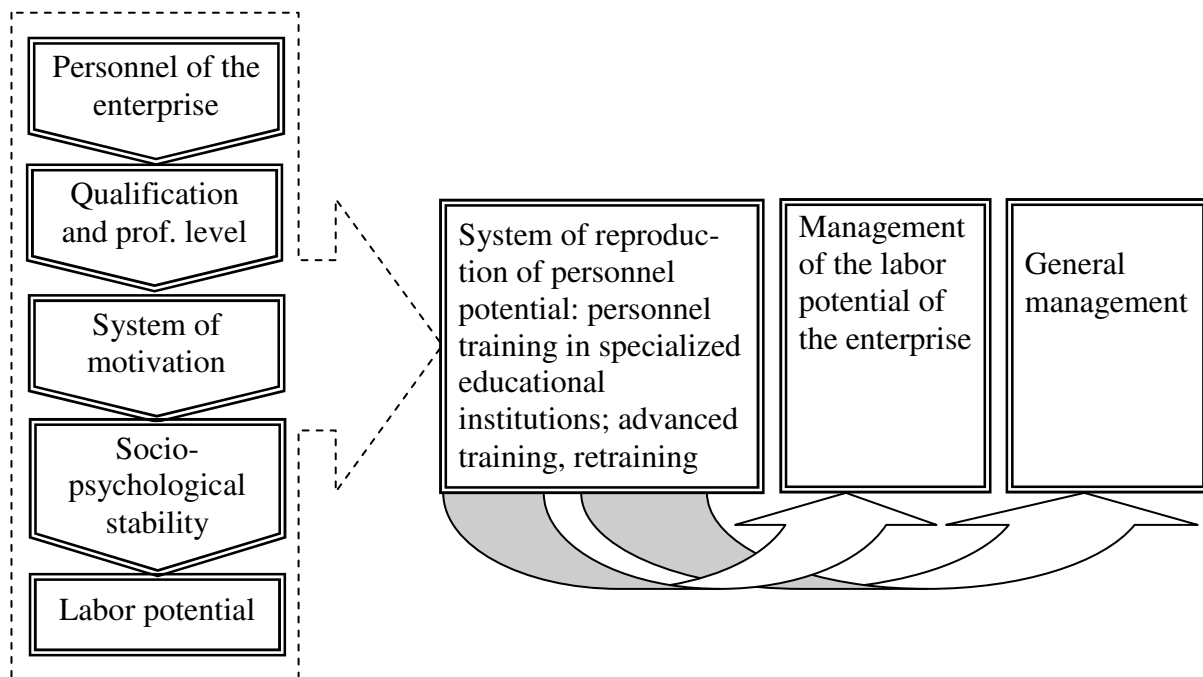 Personnel of the
enterprise
Qualification
and prof. level
System of
motivation
Socio-
psychological
stability
Labor potential
System of reproduc-
tion of personnel
potential: personnel
training in specialized
educational
institutions; advanced
training, retraining
Management
of the labor
potential of
the enterprise
General
management